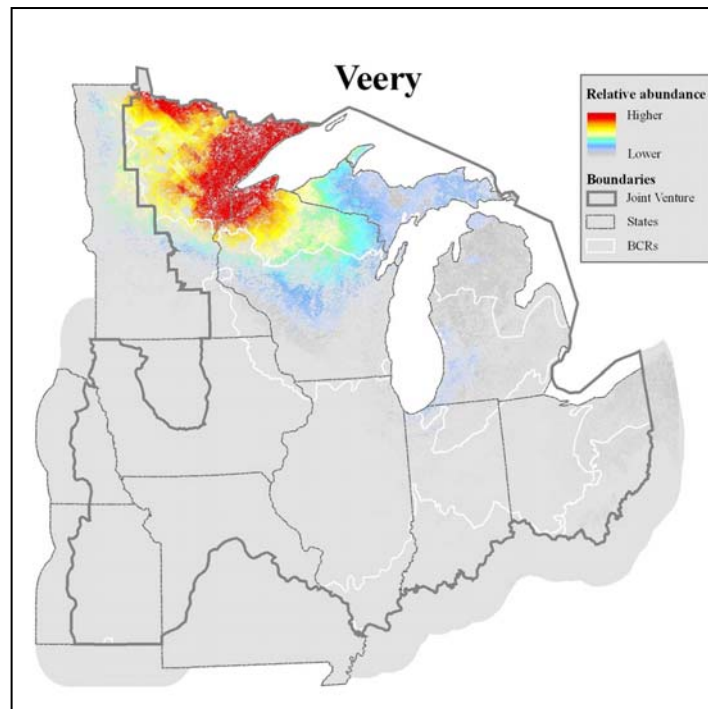 Veery
Relative abundance
Higher
Lower
Boundaries
Joint Venture
States
BCRs